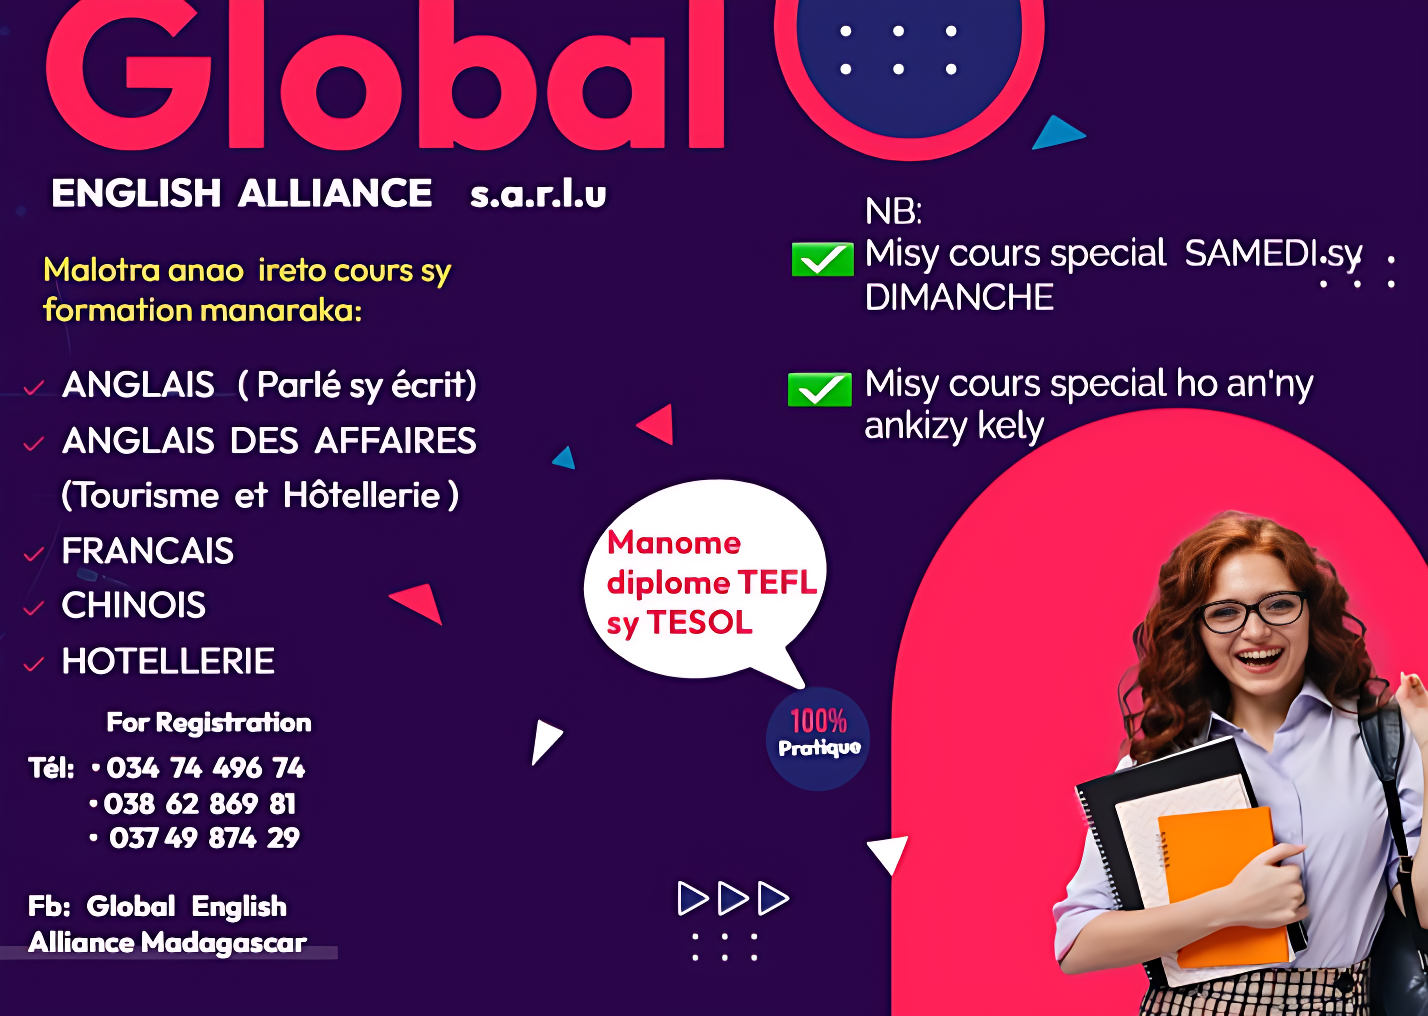 Global
ENGLISH ALLIANCE s.a.r.l.u
Malotra anao ireto cours sy
formation manaraka:
ANGLAIS ( Parlé sy écrit)
ANGLAIS DES AFFAIRES
(Tourisme et Hôtellerie )
FRANCAIS
CHINOIS
HOTELLERIE
For Registration
Tél: • 034 74 496 74
• 038 62 869 81
• 037 49 874 29
Fb: Global English
Alliance Madagascar
NB:
Misy cours special SAMEDI sy
DIMANCHE
Misy cours special ho an'ny
ankizy kely
Manome
diplome TEFL
sy TESOL
100%
Pratique